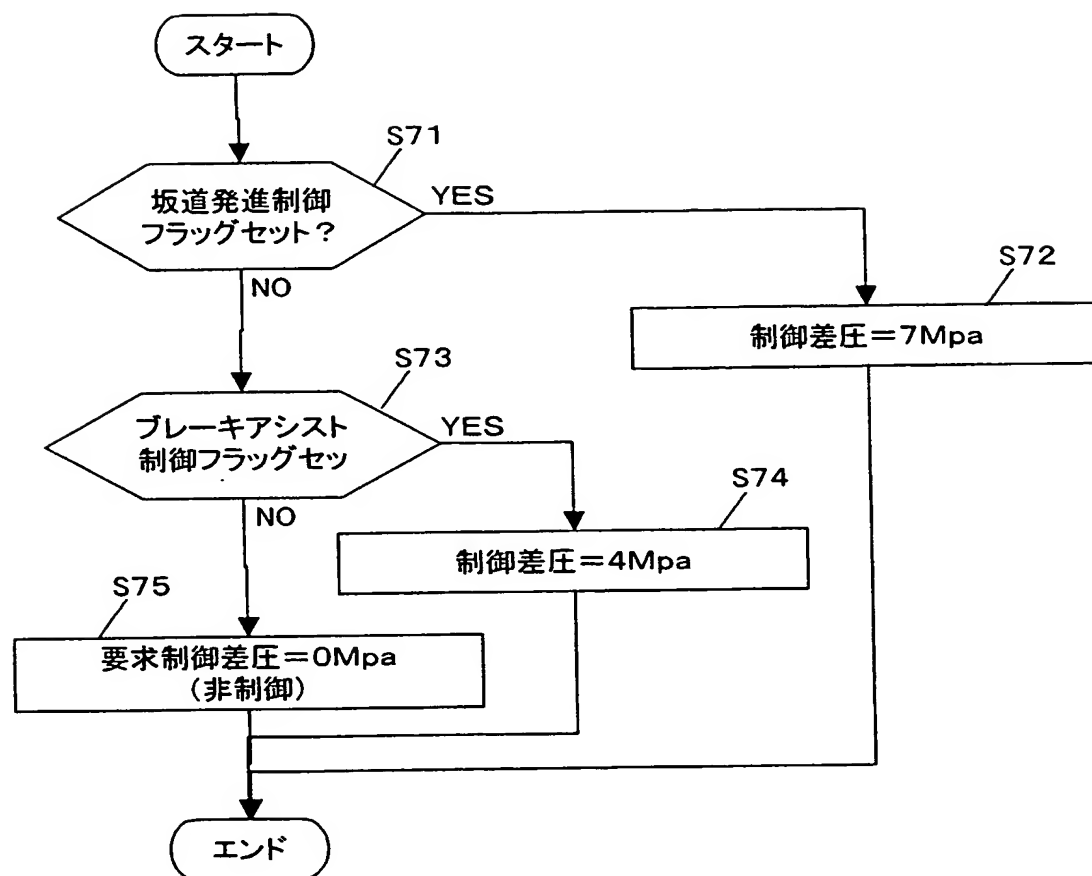 スタート
S71
坂道発進制御
フラッグセット？
YES
NO
S72
制御差圧＝7Mpa
S73
ブレーキアシスト
制御フラッグセッ
YES
NO
S74
制御差圧＝4Mpa
S75
要求制御差圧＝0Mpa
（非制御）
エンド